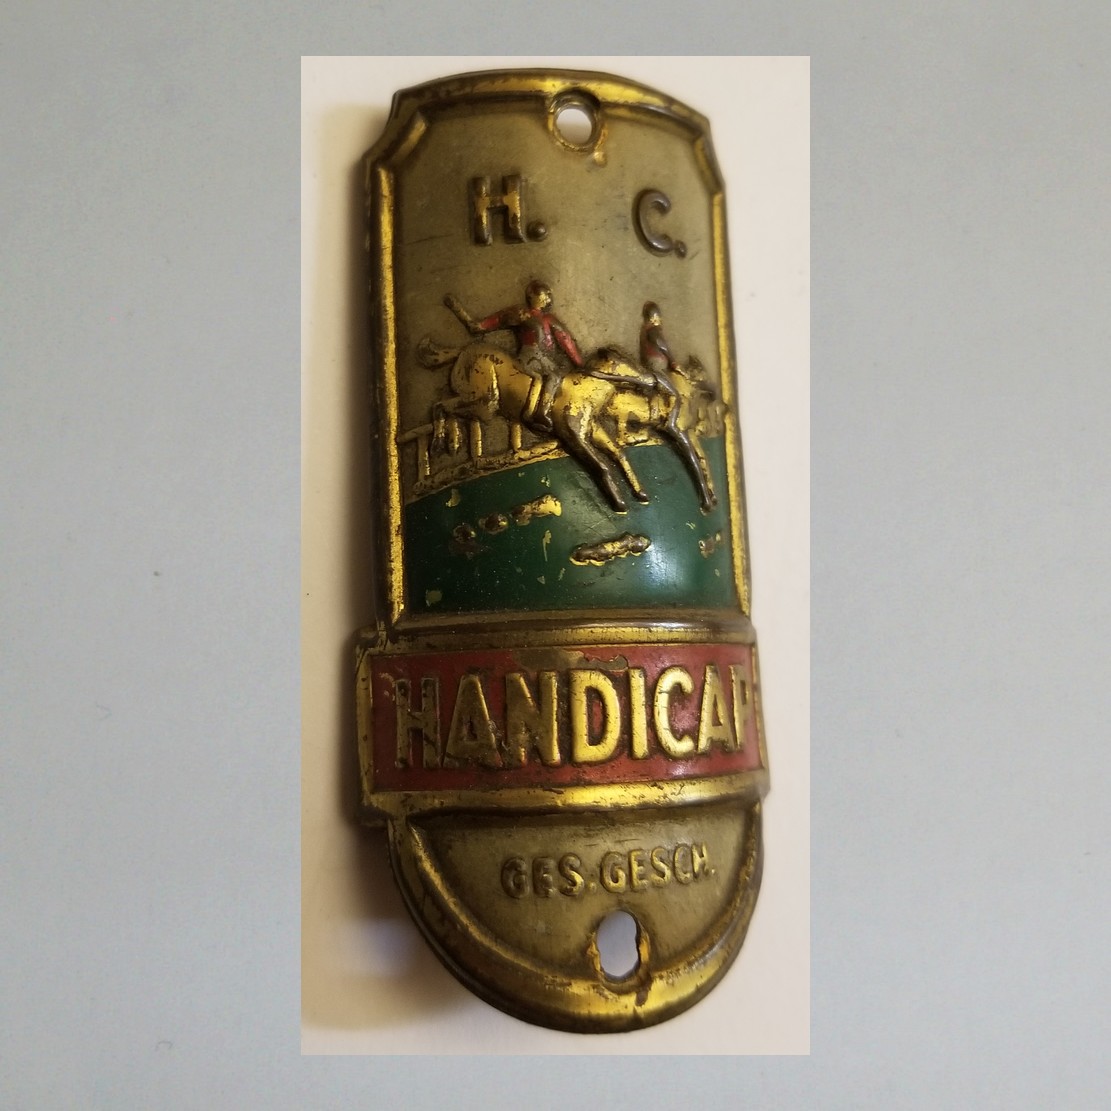 H. C.
HANDICAP
GES. GESCH.